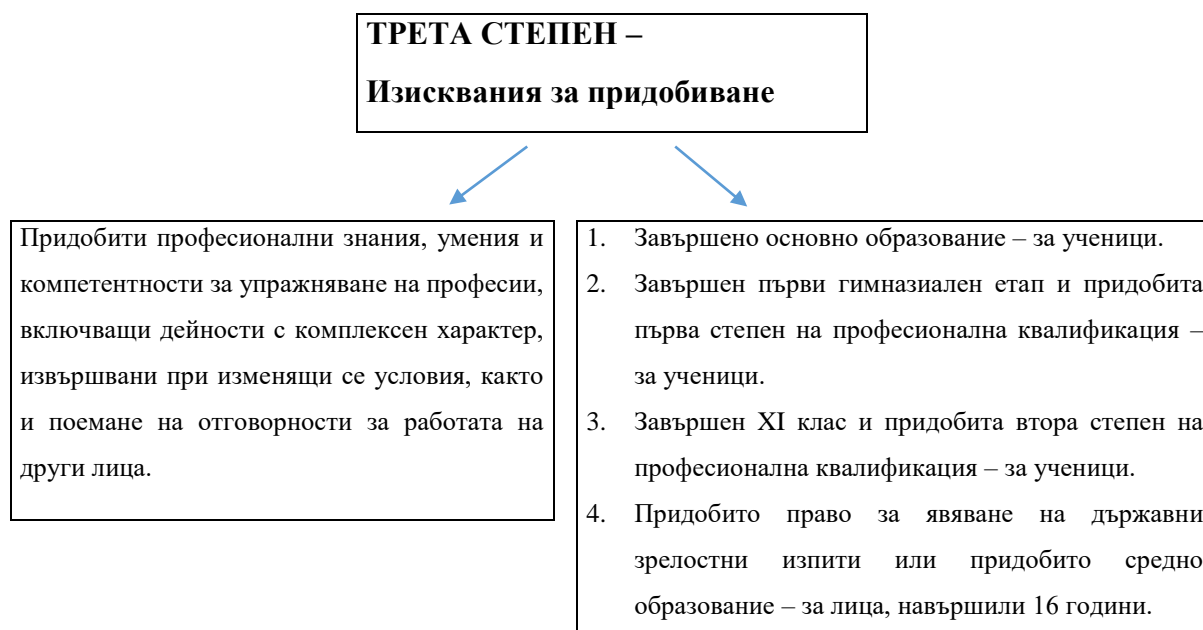 ТРЕТА СТЕПЕН –
Изисквания за придобиване
Придобити професионални знания, умения и
компетентности за упражняване на професии,
включващи дейности с комплексен характер,
извършвани при изменящи се условия, както
и поемане на отговорности за работата на
други лица.
1. Завършено основно образование – за ученици.
2. Завършен първи гимназиален етап и придобита
първа степен на професионална квалификация –
за ученици.
3. Завършен XI клас и придобита втора степен на
професионална квалификация – за ученици.
4. Придобито право за явяване на държавни
зрелостни изпити или придобито средно
образование – за лица, навършили 16 години.